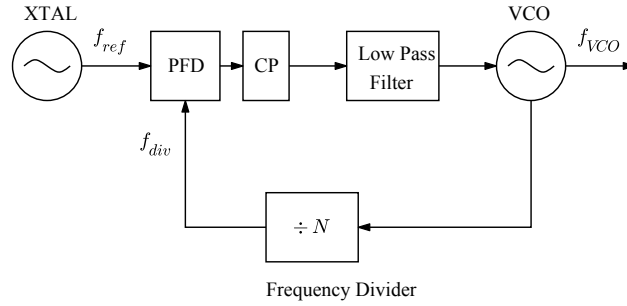 XTAL
VCO
f_ref
f_VCO
PFD
CP
Low Pass
Filter
f_div
÷ N
Frequency Divider